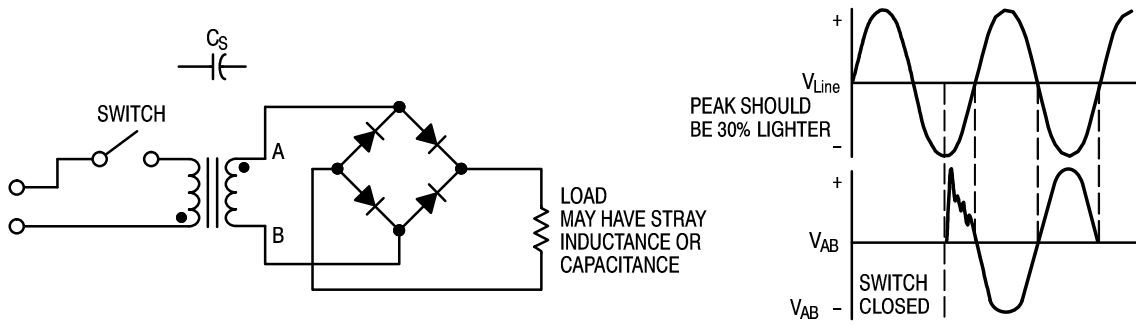 CS
SWITCH
A
B
LOAD
MAY HAVE STRAY
INDUCTANCE OR
CAPACITANCE
+
VLine
PEAK SHOULD
BE 30% LIGHTER
–
+
VAB
SWITCH
CLOSED
VAB –